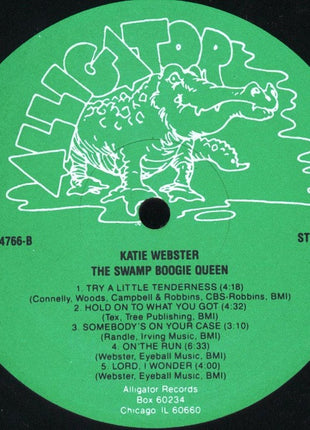 ALLIGATOR
4766-B
ST
KATIE WEBSTER
THE SWAMP BOOGIE QUEEN
1. TRY A LITTLE TENDERNESS (4:18)
(Connelly, Woods, Campbell & Robbins, CBS-Robbins, BMI)
2. HOLD ON TO WHAT YOU GOT (4:32)
(Tex, Tree Publishing, BMI)
3. SOMEBODY'S ON YOUR CASE (3:10)
(Randle, Irving Music, BMI)
4. ON THE RUN (6:33)
(Webster, Eyeball Music, BMI)
5. LORD, I WONDER (4:00)
(Webster, Eyeball Music, BMI)
Alligator Records
Box 60234
Chicago, IL 60660